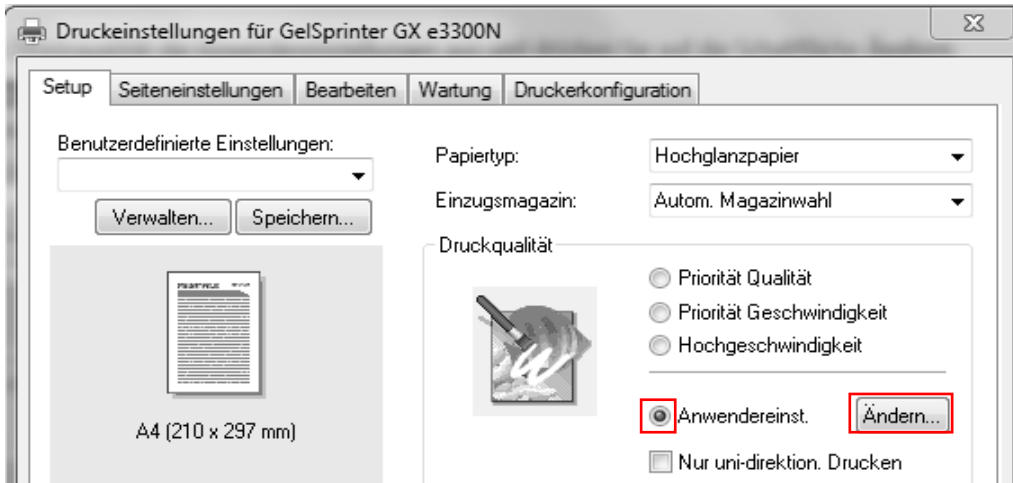 Druckeinstellungen für GelSprinter GX e3300N
Setup
Seiteneinstellungen
Bearbeiten
Wartung
Druckerkonfiguration
Benutzerdefinierte Einstellungen:
Verwalten...
Speichern...
A4 (210 x 297 mm)
Papiertyp:
Hochglanzpapier
Einzugsmagazin:
Autom. Magazinwahl
Druckqualität
Priorität Qualität
Priorität Geschwindigkeit
Hochgeschwindigkeit
Anwendereinst.
Ändern...
Nur uni-direktion. Drucken